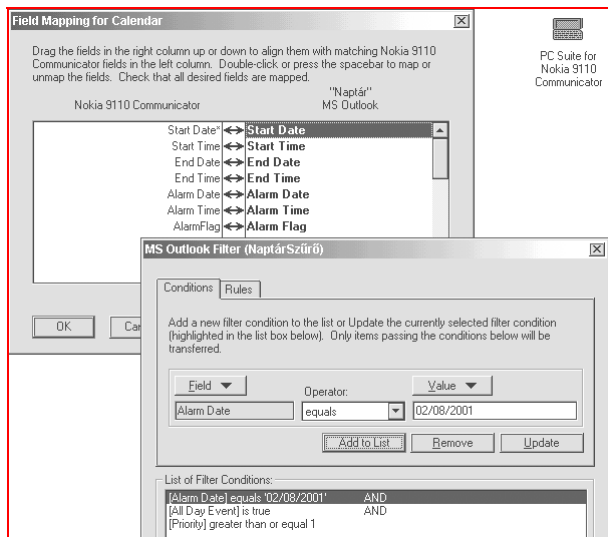 Field Mapping for Calendar
Drag the fields in the right column up or down to align them with matching Nokia 9110
Communicator fields in the left column. Double-click or press the spacebar to map or
unmap the fields. Check that all desired fields are mapped.
"Naptár"
Nokia 9110 Communicator MS Outlook
Start Date* Start Date
Start Time Start Time
End Date End Date
End Time End Time
Alarm Date Alarm Date
Alarm Time Alarm Time
AlarmFlag Alarm Flag
OK
PC Suite for
Nokia 9110
Communicator
MS Outlook Filter (NaptárSzűrő)
Conditions Rules
Add a new filter condition to the list or Update the currently selected filter condition
(highlighted in the list box below). Only items passing the conditions below will be
transferred.
Field Operator: Value
Alarm Date equals 02/08/2001
Add to List Remove Update
List of Filter Conditions:
[Alarm Date] equals '02/08/2001' AND
[All Day Event] is true AND
[Priority] greater than or equal 1